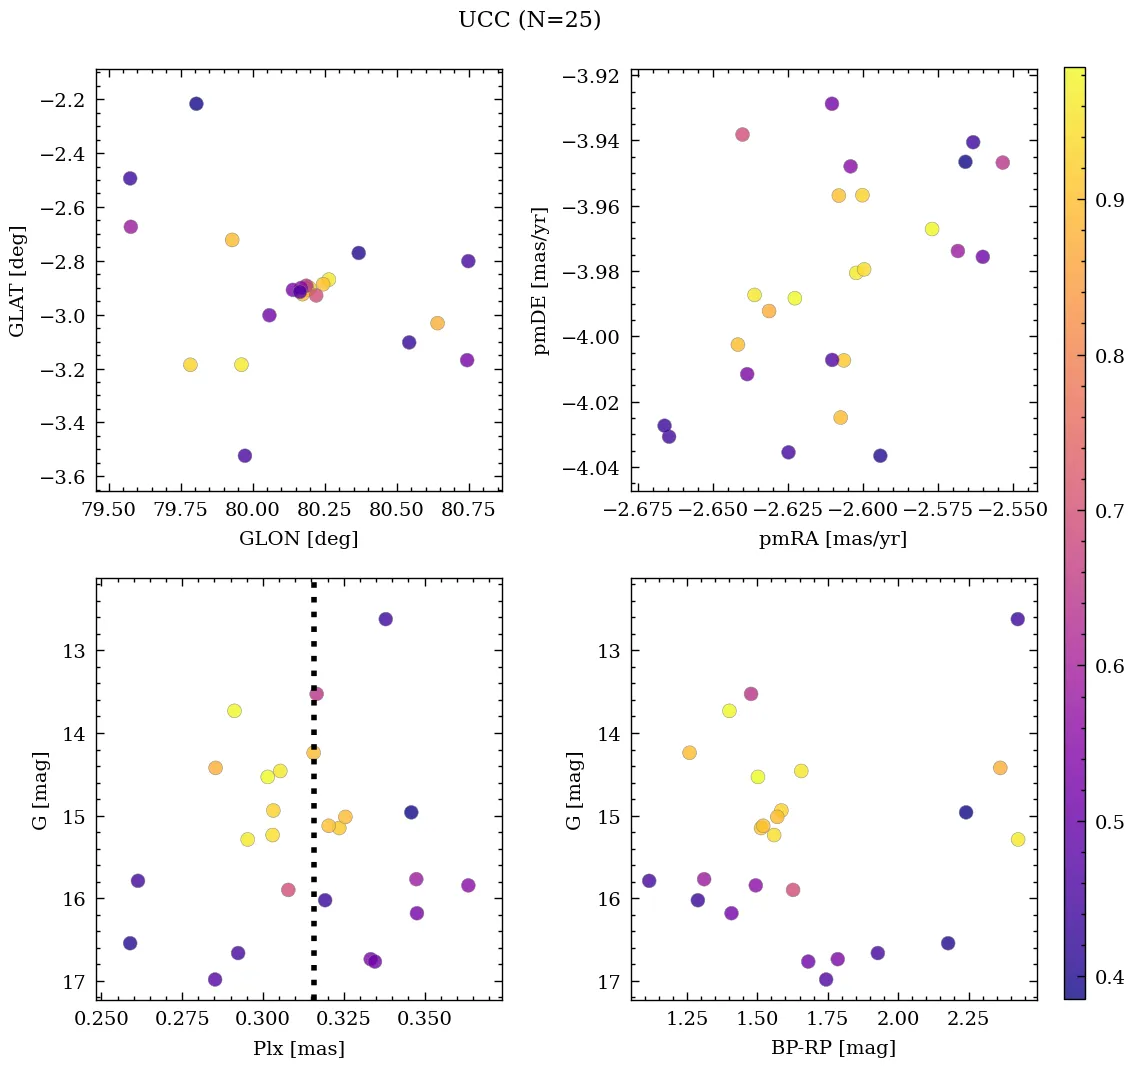 UCC (N=25)
−2.2
−2.4
−2.6
−2.8
−3.0
−3.2
−3.4
−3.6
GLAT [deg]
79.50 79.75 80.00 80.25 80.50 80.75
GLON [deg]
−3.92
−3.94
−3.96
−3.98
−4.00
−4.02
−4.04
pmDE [mas/yr]
−2.675 −2.650 −2.625 −2.600 −2.575 −2.550
pmRA [mas/yr]
13
14
15
16
17
G [mag]
0.250 0.275 0.300 0.325 0.350
Plx [mas]
13
14
15
16
17
G [mag]
1.25 1.50 1.75 2.00 2.25
BP-RP [mag]
0.9
0.8
0.7
0.6
0.5
0.4